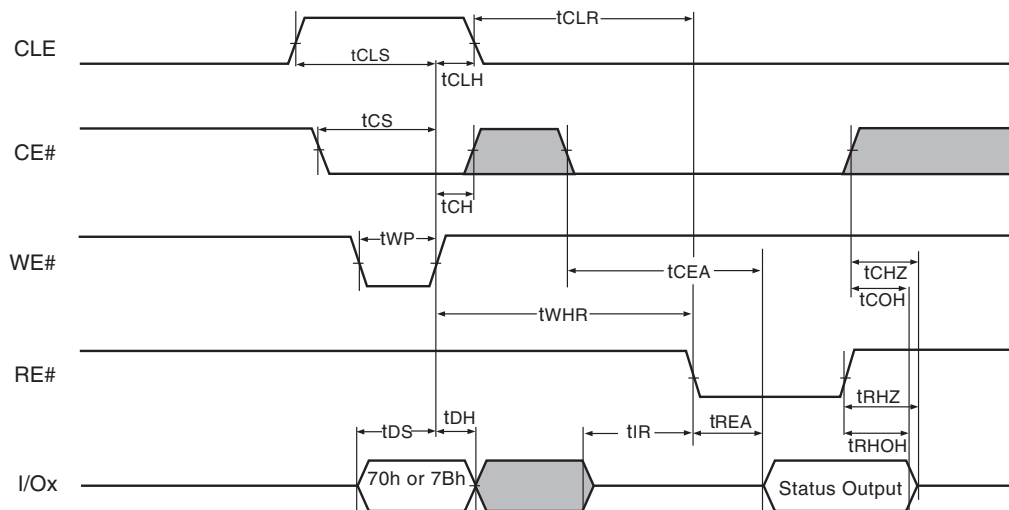 tCLR
CLE
tCLS
tCLH
tCS
CE#
tCH
tWP
WE#
tCEA
tCHZ
tCOH
tWHR
RE#
tRHZ
tDH
tDS
tIR
tREA
tRHOH
70h or 7Bh
I/Ox
Status Output